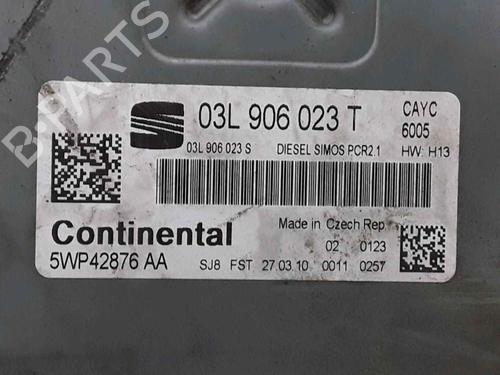 B-PARTS
03L 906 023 T
CAYC
6005
03L 906 023 S DIESEL SIMOS PCR2.1 HW: H13
Continental
Made in Czech Rep.
02 0123
5WP42876 AA
SJ8 FST 27.03.10 0011 0257